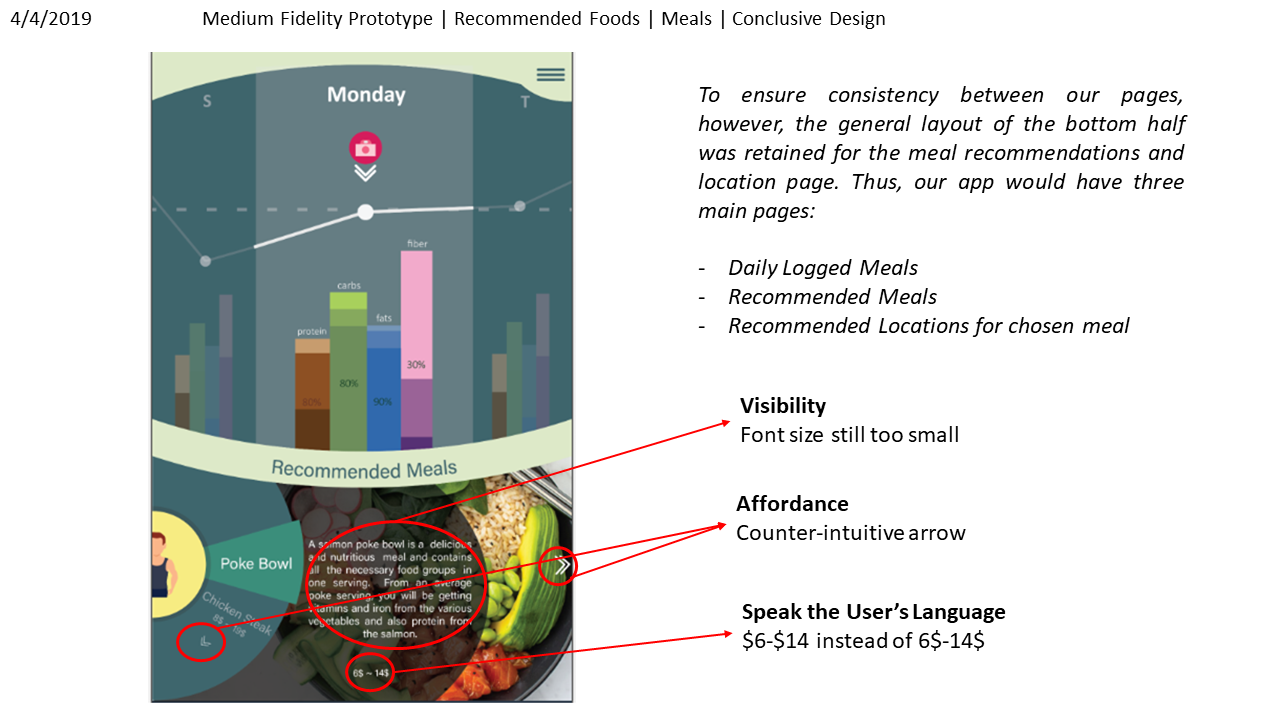 4/4/2019
Medium Fidelity Prototype | Recommended Foods | Meals | Conclusive Design
S
Monday
T
fiber
carbs
fats
protein
30%
80%
90%
Recommended Meals
A salmon poke bowl is a delicious
and nutritious meal and contains
all the necessary food groups in
one serving. From an average
poke serving, you will be getting
vitamins and iron from the various
vegetables and also protein from
the salmon.
6$ ~ 14$
Poke Bowl
Chicken Steak
To ensure consistency between our pages,
however, the general layout of the bottom half
was retained for the meal recommendations and
location page. Thus, our app would have three
main pages:
- Daily Logged Meals
- Recommended Meals
- Recommended Locations for chosen meal
Visibility
Font size still too small
Affordance
Counter-intuitive arrow
Speak the User's Language
$6-$14 instead of 6$-14$